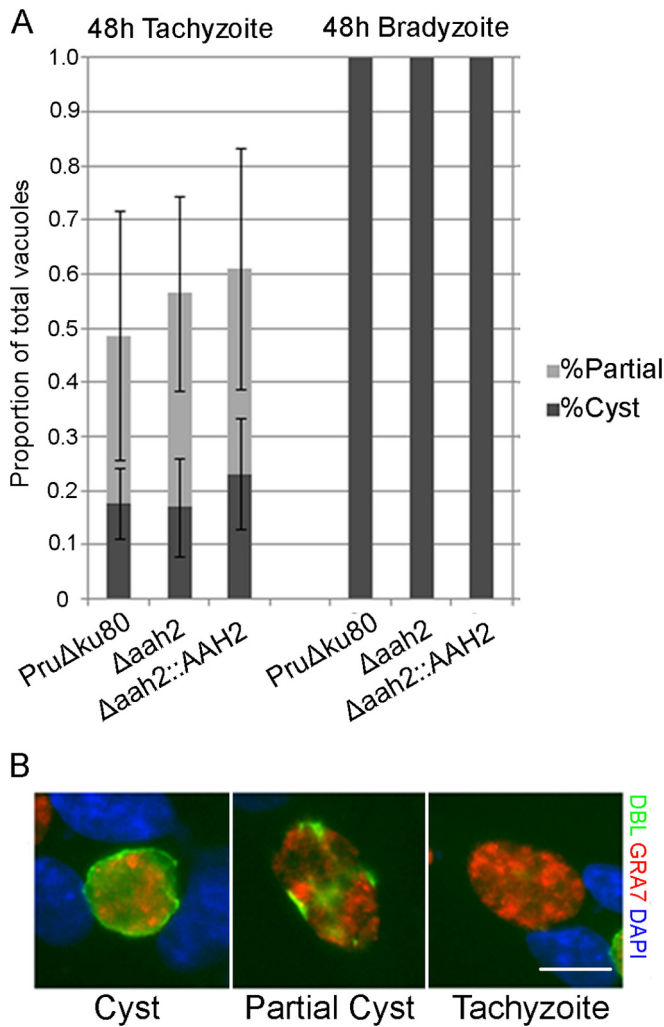 A
48h Tachyzoite 48h Bradyzoite
Proportion of total vacuoles
1.0
0.9
0.8
0.7
0.6
0.5
0.4
0.3
0.2
0.1
0
%Partial
%Cyst
PruΔku80
Δaah2
Δaah2::AAH2
PruΔku80
Δaah2
Δaah2::AAH2
B
DBL GRA7 DAPI
Cyst Partial Cyst Tachyzoite